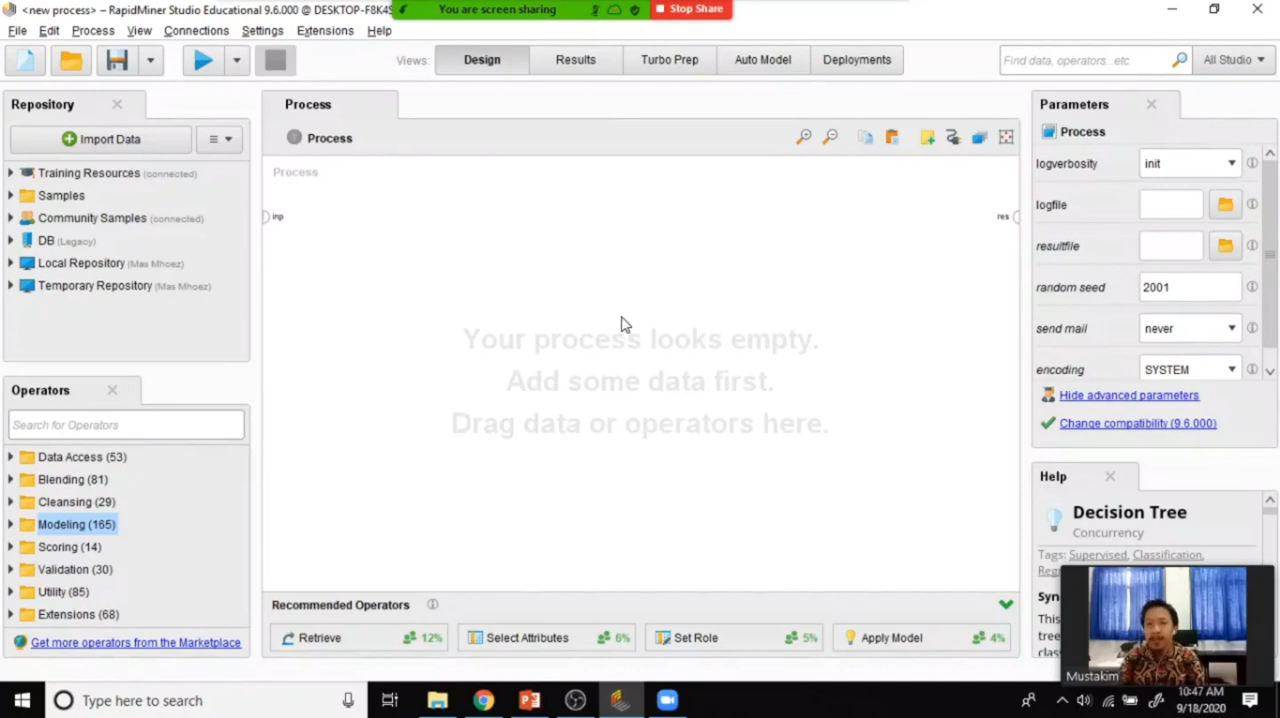 <new process> – RapidMiner Studio Educational 9.6.000 @ DESKTOP-F8K4S
You are screen sharing
Stop Share
File Edit Process View Connections Settings Extensions Help
Views:
Design
Results
Turbo Prep
Auto Model
Deployments
Find data, operators...etc
All Studio
Repository
Import Data
Training Resources (connected)
Samples
Community Samples (connected)
DB (Legacy)
Local Repository (Mas Mhoez)
Temporary Repository (Mas Mhoez)
Operators
Search for Operators
Data Access (53)
Blending (81)
Cleansing (29)
Modeling (165)
Scoring (14)
Validation (30)
Utility (85)
Extensions (68)
Get more operators from the Marketplace
Process
Process
Process
inp
res
Your process looks empty.
Add some data first.
Drag data or operators here.
Recommended Operators
Retrieve 12%
Select Attributes 6%
Set Role 5%
Apply Model 4%
Parameters
Process
logverbosity init
logfile
resultfile
random seed 2001
send mail never
encoding SYSTEM
Hide advanced parameters
Change compatibility (9.6.000)
Help
Decision Tree
Concurrency
Tags: Supervised, Classification,
Mustakim
Type here to search
10:47 AM
9/18/2020